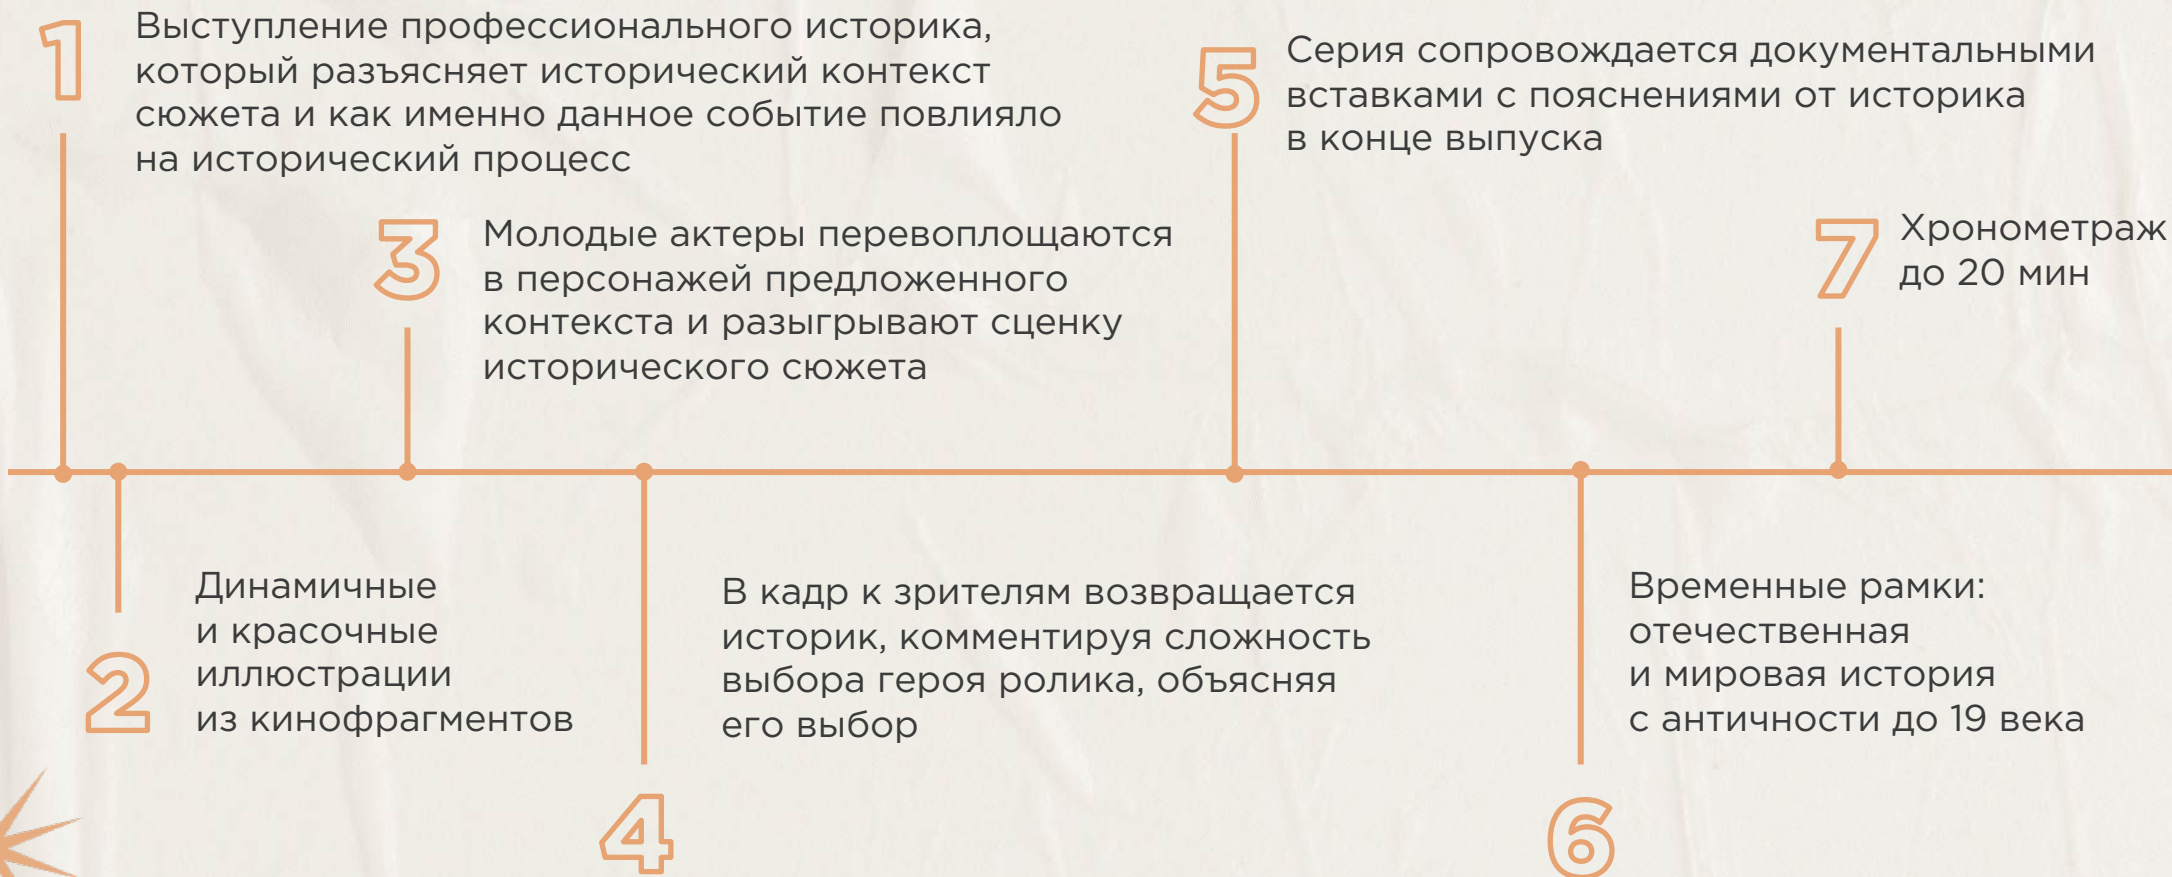 1
Выступление профессионального историка,
который разъясняет исторический контекст
сюжета и как именно данное событие повлияло
на исторический процесс
2
Динамичные
и красочные
иллюстрации
из кинофрагментов
3
Молодые актеры перевоплощаются
в персонажей предложенного
контекста и разыгрывают сценку
исторического сюжета
4
В кадр к зрителям возвращается
историк, комментируя сложность
выбора героя ролика, объясняя
его выбор
5
Серия сопровождается документальными
вставками с пояснениями от историка
в конце выпуска
6
Временные рамки:
отечественная
и мировая история
с античности до 19 века
7
Хронометраж
до 20 мин